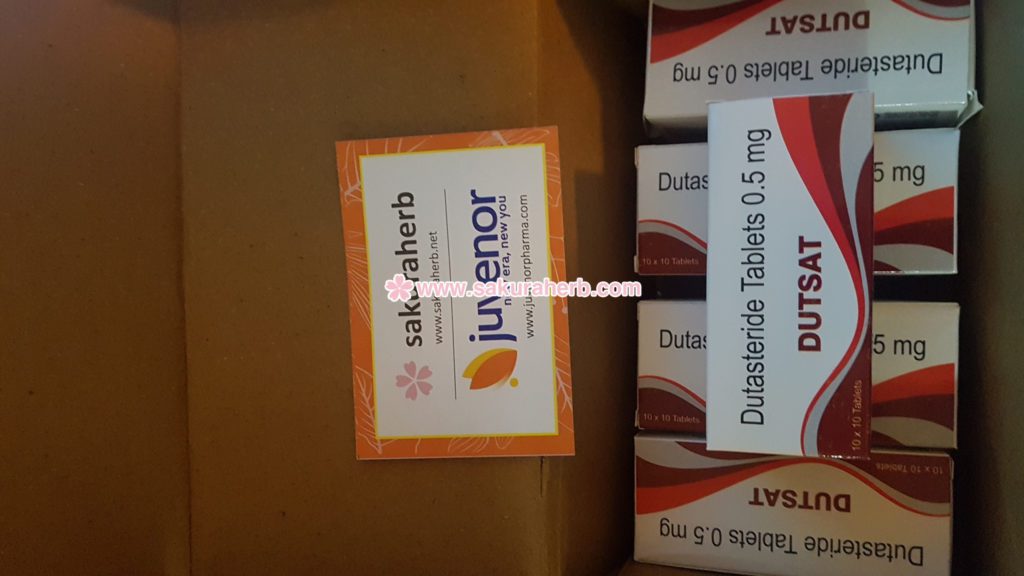 sakuraherb
www.sakuraherb.net
juvenor
new era, new you
www.juvenorpharma.com
www.sakuraherb.com
DUTSAT
Dutasteride Tablets 0.5 mg
Dutas
5 mg
10 x 10 Tablets
Dutasteride Tablets 0.5 mg
DUTSAT
10 x 10 Tablets
Dutas
5 mg
10 x 10 Tablets
10 x 10 Tablets
DUTSAT
Dutasteride Tablets 0.5 mg